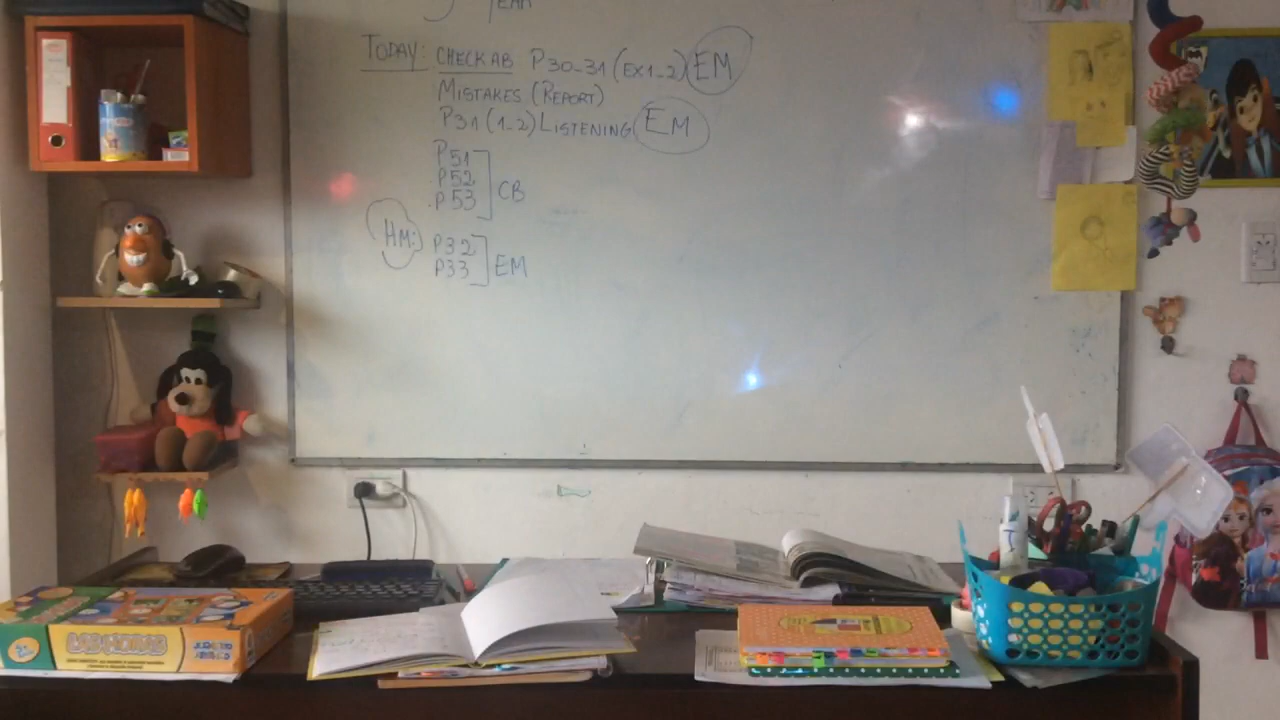 YEAR
TODAY: CHECK AB P30-31 (EX1-2) EM
MISTAKES (REPORT)
P31 (1-2) LISTENING EM
P51
P52
P53
CB
HM:
P32
P33
EM